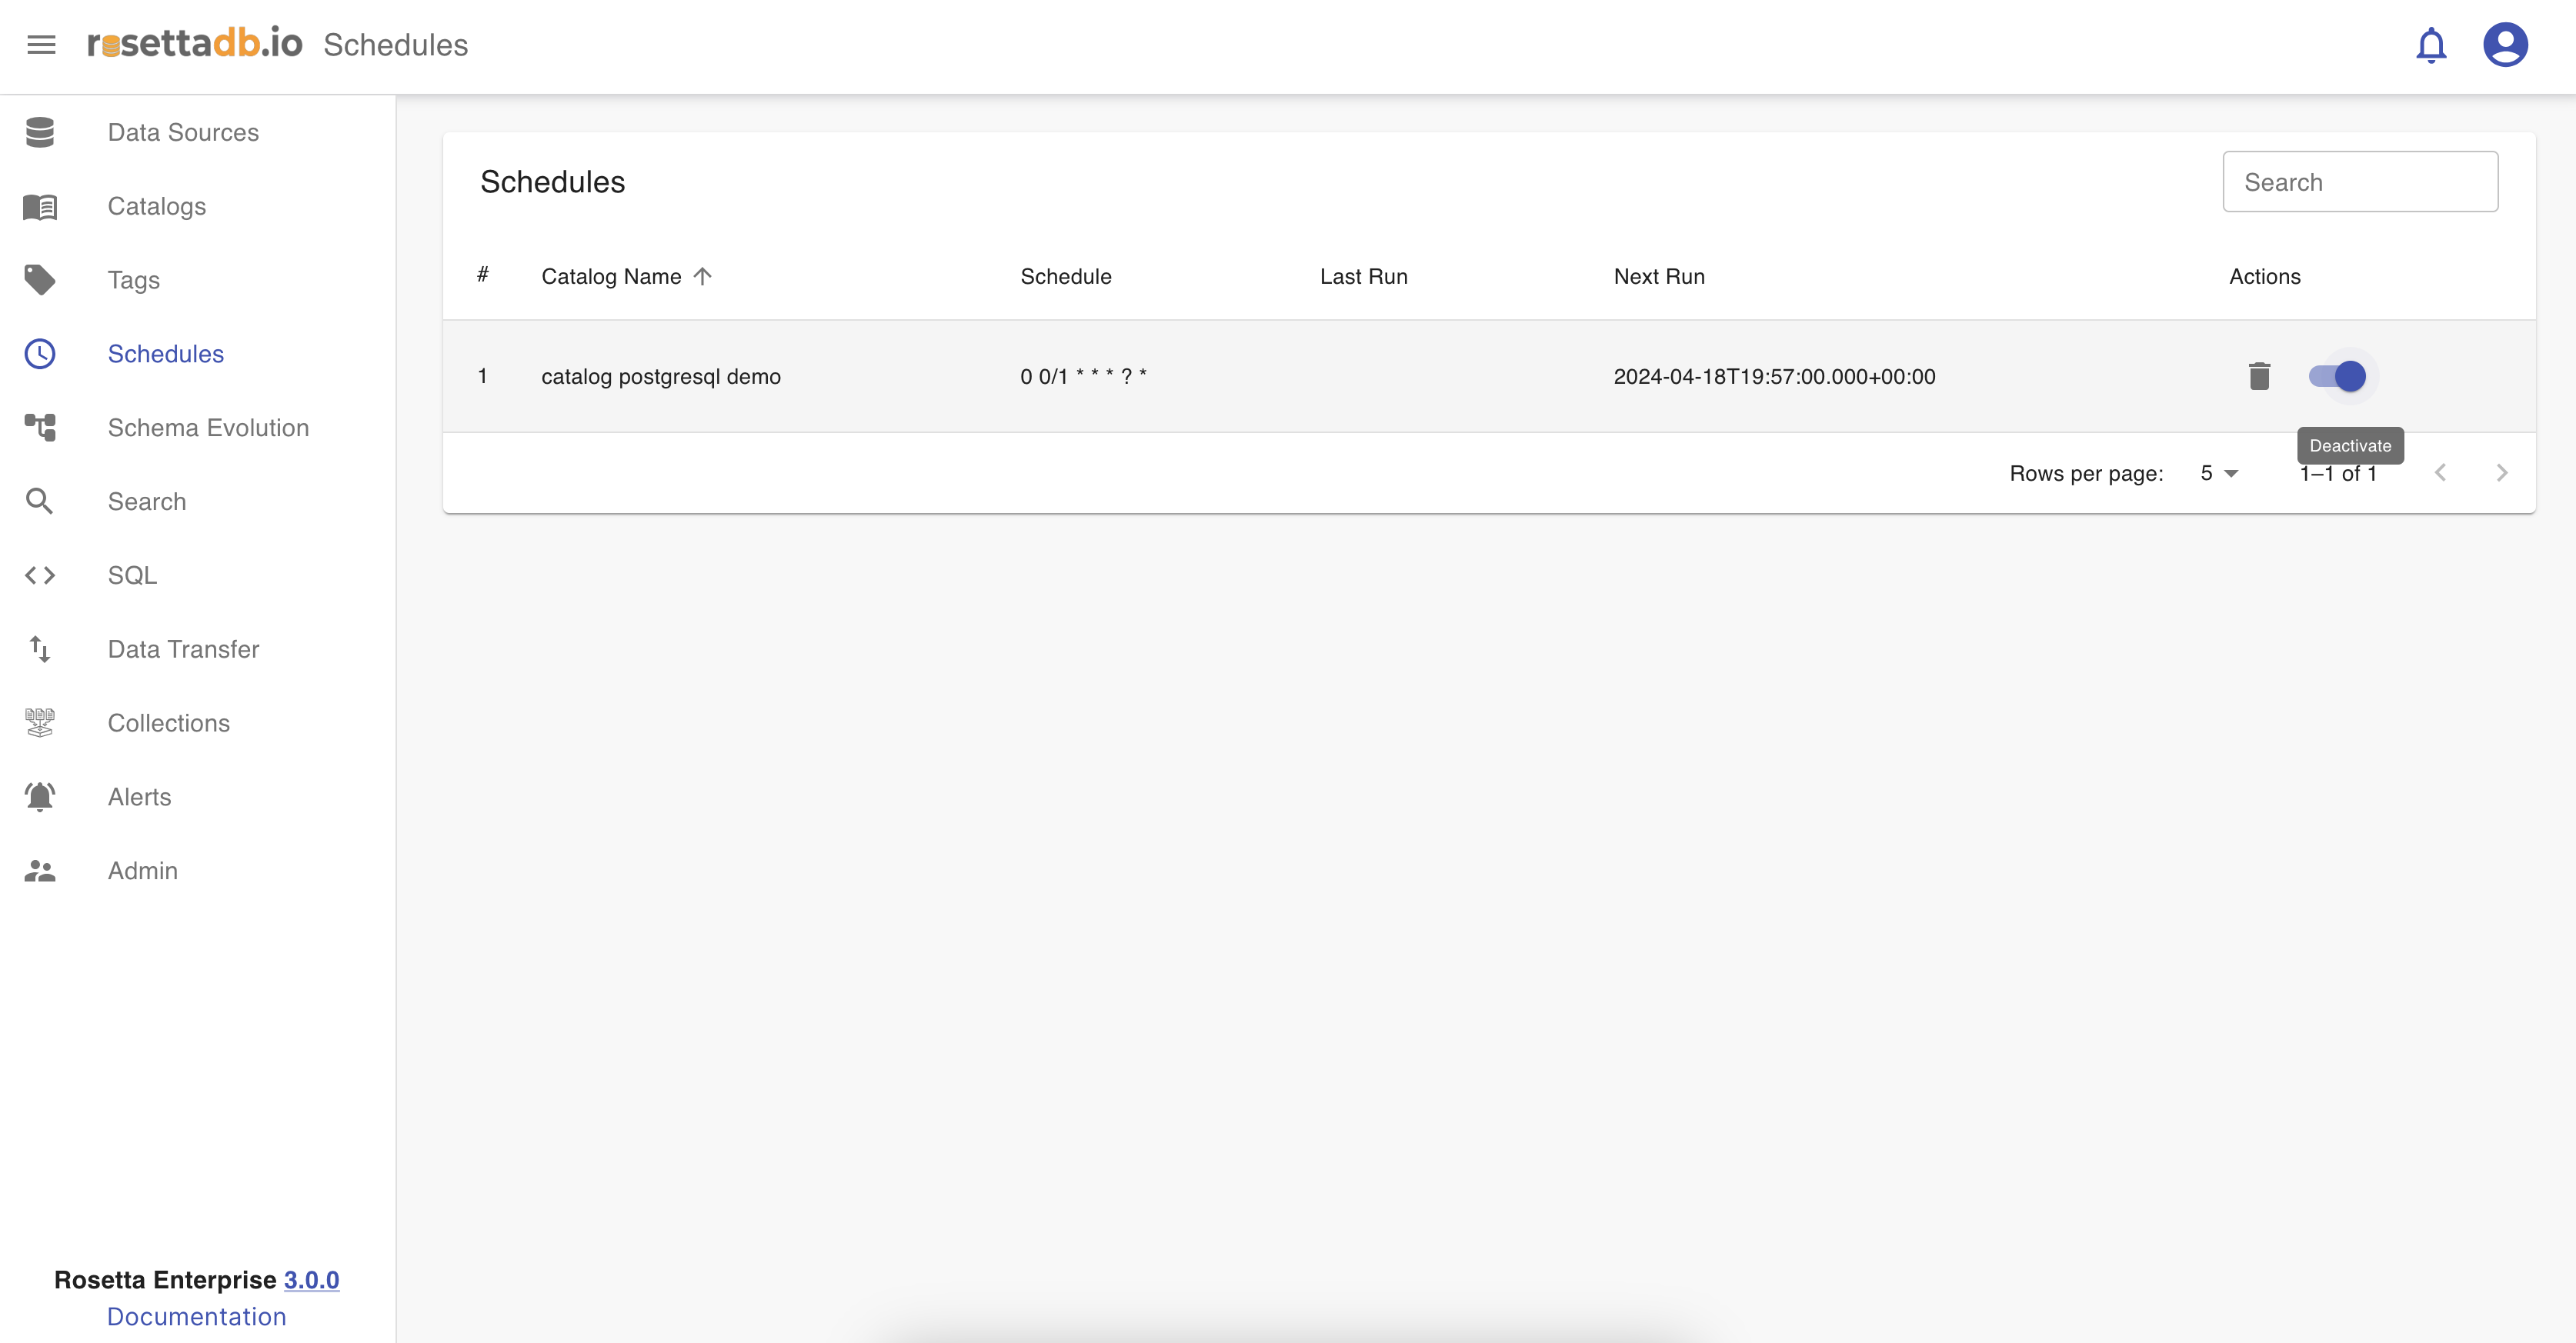 rosettadb.io Schedules
Data Sources
Catalogs
Tags
Schedules
Schema Evolution
Search
SQL
Data Transfer
Collections
Alerts
Admin
Rosetta Enterprise 3.0.0
Documentation
Schedules
Search
# Catalog Name Schedule Last Run Next Run Actions
1 catalog postgresql demo 0 0/1 * * * ? * 2024-04-18T19:57:00.000+00:00
Deactivate
Rows per page: 5 1–1 of 1